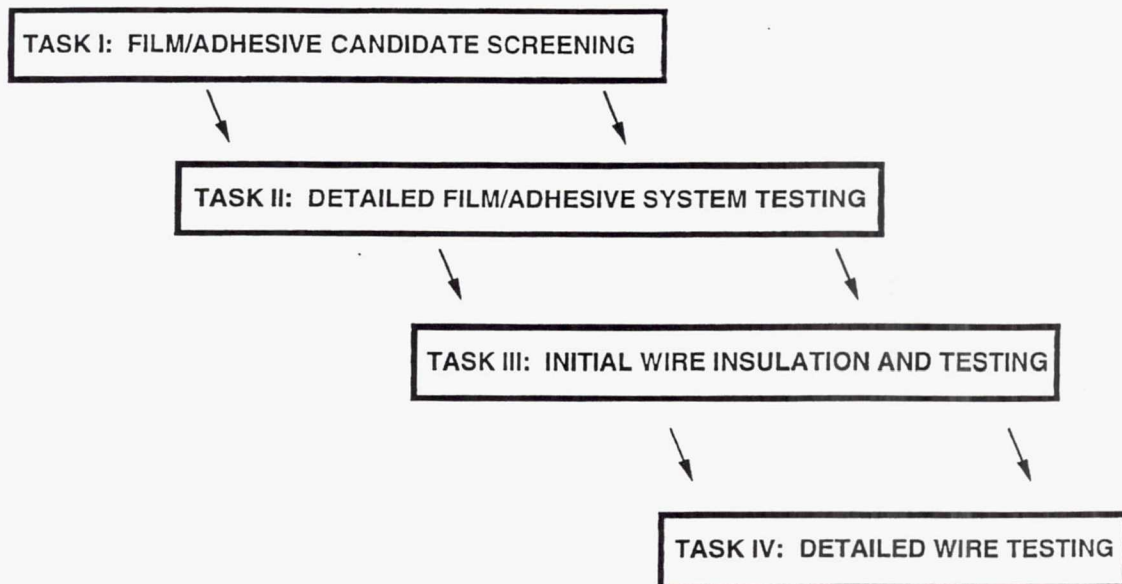 TASK I: FILM/ADHESIVE CANDIDATE SCREENING
TASK II: DETAILED FILM/ADHESIVE SYSTEM TESTING
TASK III: INITIAL WIRE INSULATION AND TESTING
TASK IV: DETAILED WIRE TESTING